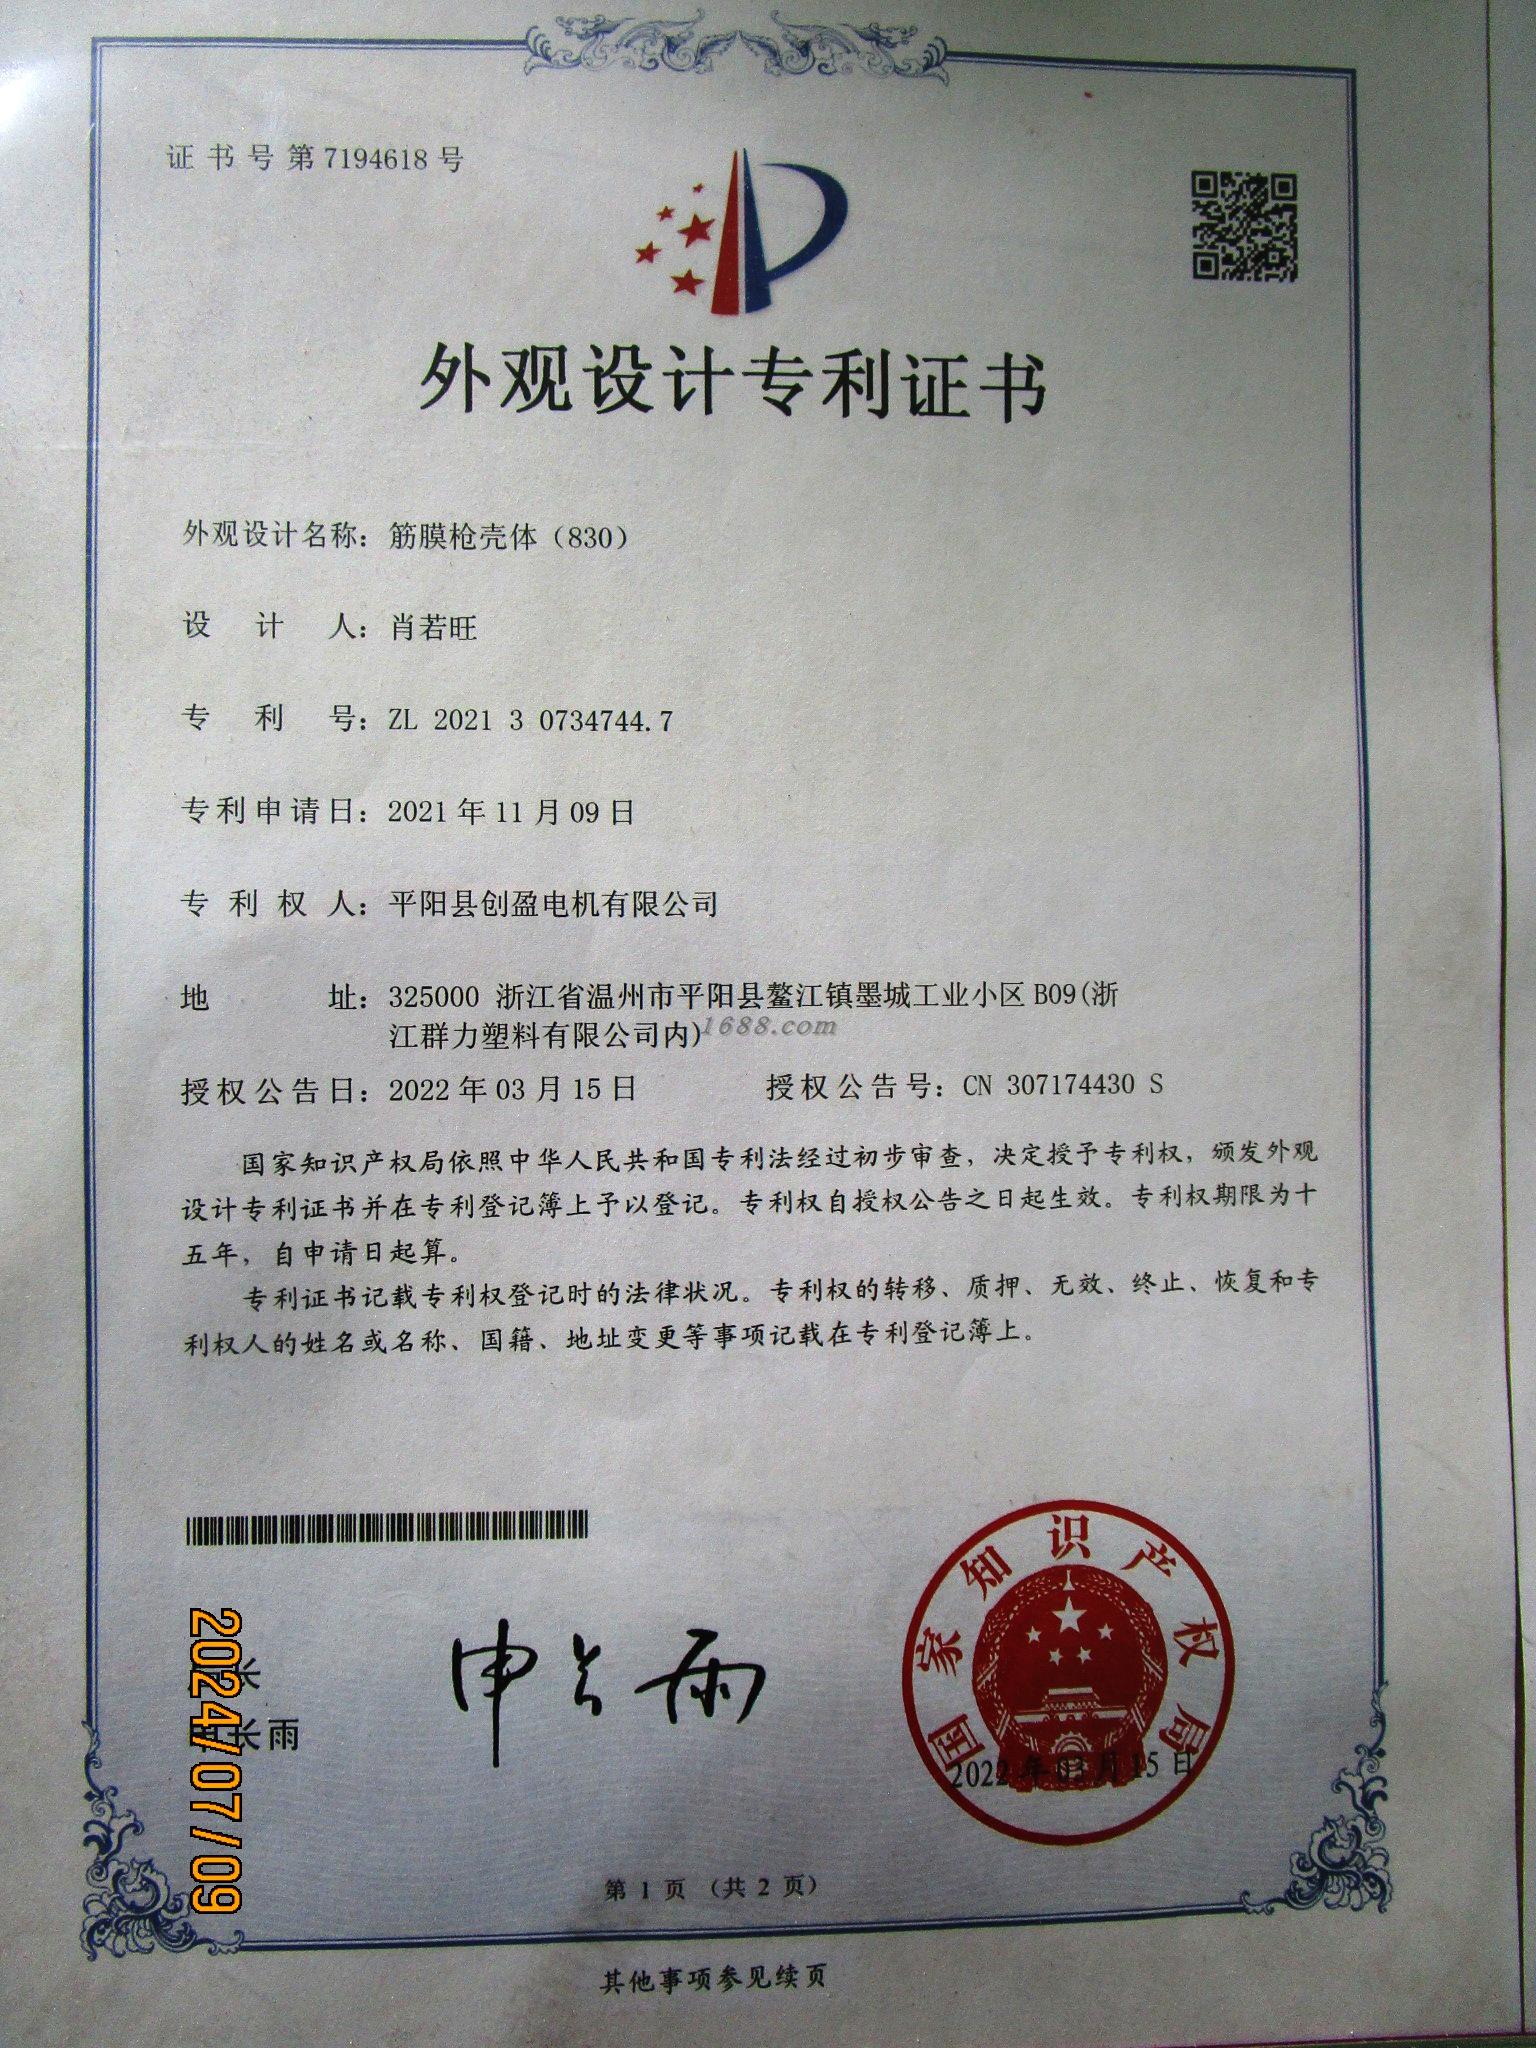 证书号第7194618号
外观设计专利证书
外观设计名称：筋膜枪壳体（830）
设计人：肖若旺
专利号：ZL 2021 3 0734744.7
专利申请日：2021年11月09日
专利权人：平阳县创盈电机有限公司
地址：325000 浙江省温州市平阳县鳌江镇墨城工业小区B09(浙
江群力塑料有限公司内)
1688.com
授权公告日：2022年03月15日 授权公告号：CN 307174430 S
国家知识产权局依照中华人民共和国专利法经过初步审查，决定授予专利权，颁发外观
设计专利证书并在专利登记簿上予以登记。专利权自授权公告之日起生效。专利权期限为十
五年，自申请日起算。
专利证书记载专利权登记时的法律状况。专利权的转移、质押、无效、终止、恢复和专
利权人的姓名或名称、国籍、地址变更等事项记载在专利登记簿上。
局长
申长雨
申长雨
国家知识产权局
2022年03月15日
2024/07/09
第 1 页 （共 2 页）
其他事项参见续页